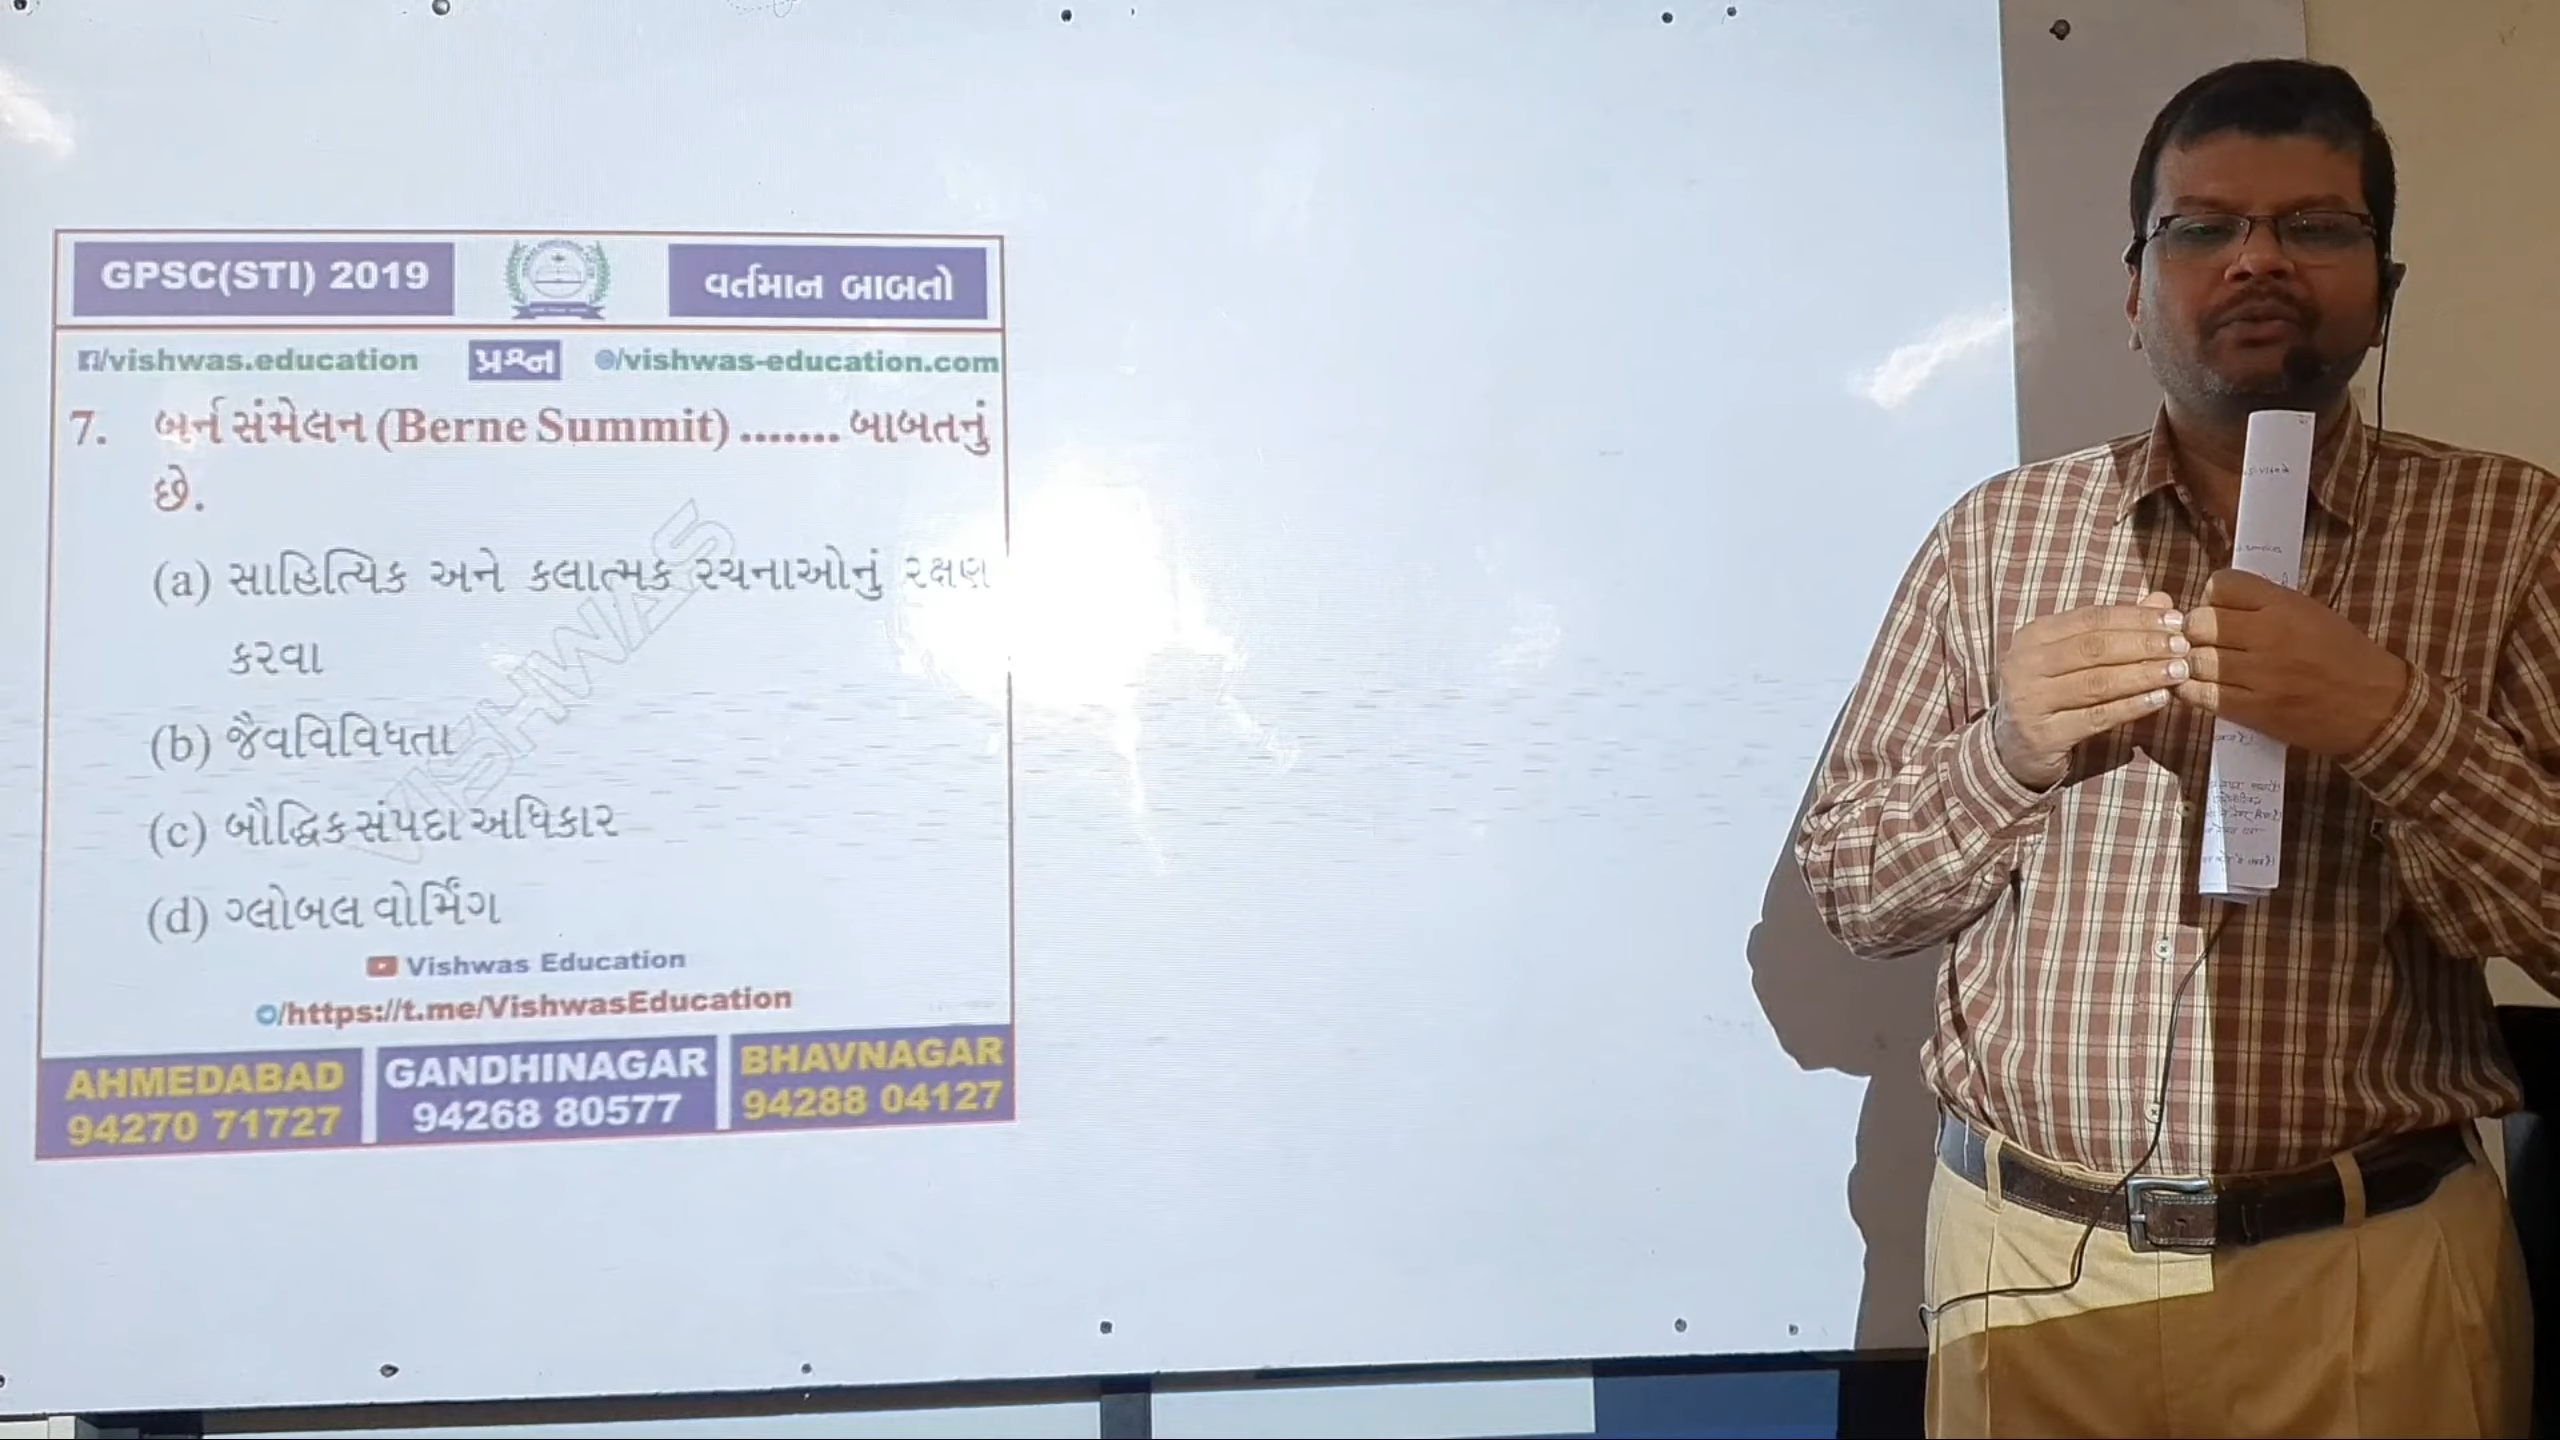 GPSC(STI) 2019
વર્તમાન બાબતો
/vishwas.education
પ્રશ્ન
/vishwas-education.com
7. બર્ન સંમેલન (Berne Summit) ....... બાબતનું
છે.
(a) સાહિત્યિક અને કલાત્મક રચનાઓનું રક્ષણ
કરવા
(b) જૈવવિવિધતા
(c) બૌદ્ધિક સંપદા અધિકાર
(d) ગ્લોબલ વોર્મિંગ
VISHWAS
Vishwas Education
/https://t.me/VishwasEducation
AHMEDABAD
94270 71727
GANDHINAGAR
94268 80577
BHAVNAGAR
94288 04127